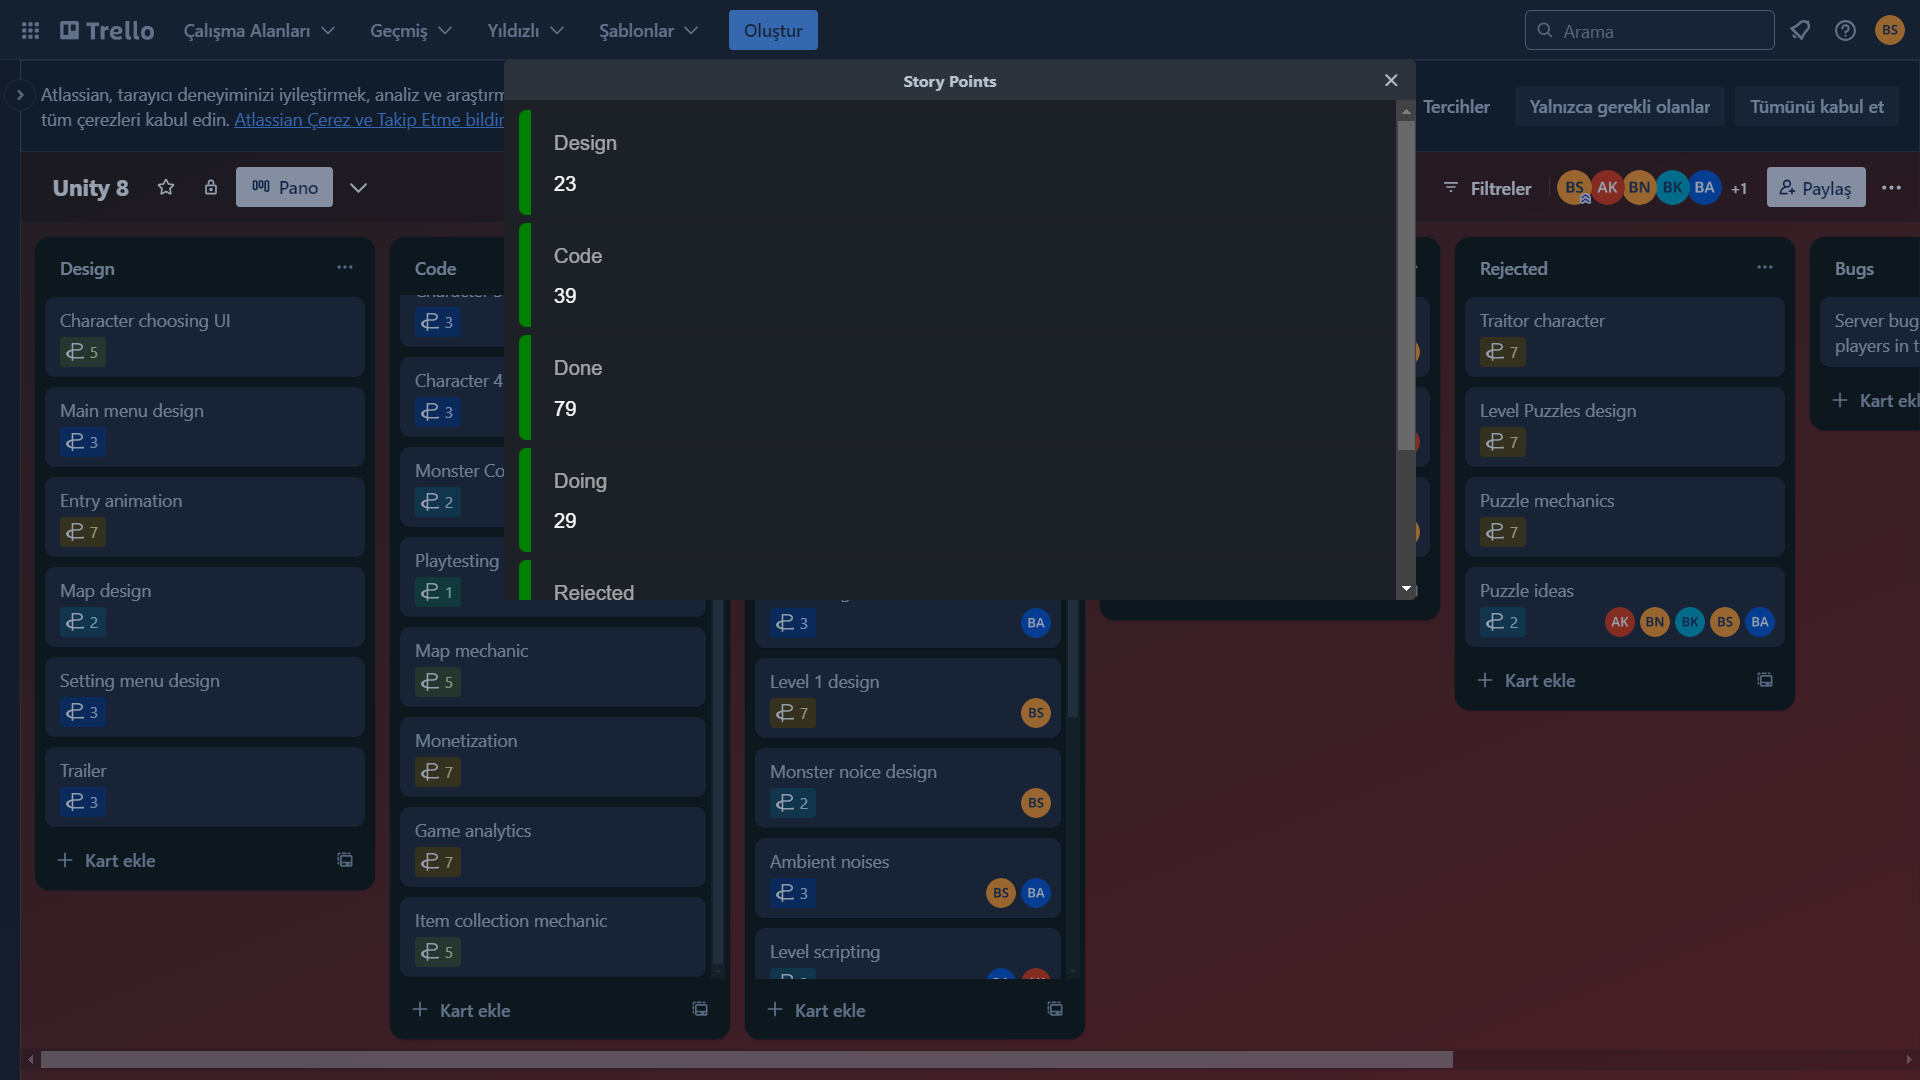 Trello
Çalışma Alanları
Geçmiş
Yıldızlı
Şablonlar
Oluştur
Arama
BS
Atlassian, tarayıcı deneyiminizi iyileştirmek, analiz ve
tüm çerezleri kabul edin. Atlassian Çerez ve Takip Etme
Tercihler
Yalnızca gerekli olanlar
Tümünü kabul et
Unity 8
Pano
Filtreler
BS
AK
BN
BK
BA
+1
Paylaş
Story Points
Design
23
Code
39
Done
79
Doing
29
Rejected
Design
Character choosing UI
5
Main menu design
3
Entry animation
7
Map design
2
Setting menu design
3
Trailer
3
Kart ekle
Code
3
Character 4
3
Monster
2
Playtesting
1
Map mechanic
5
Monetization
7
Game analytics
7
Item collection mechanic
5
Kart ekle
3
BA
Level 1 design
7
BS
Monster noice design
2
BS
Ambient noises
3
BS
BA
Level scripting
Kart ekle
Rejected
Traitor character
7
Level Puzzles design
7
Puzzle mechanics
7
Puzzle ideas
2
AK
BN
BK
BS
BA
Kart ekle
Bugs
Server bug
players in
Kart